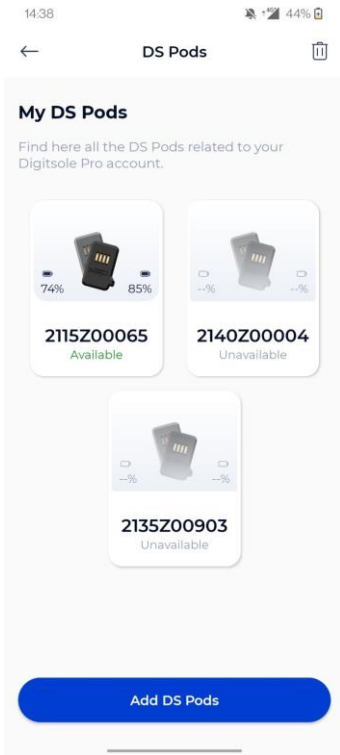 14:38
4G 44%
DS Pods
My DS Pods
Find here all the DS Pods related to your
Digitsole Pro account.
74% 85%
--% --%
2115Z00065
Available
2140Z00004
Unavailable
--% --%
2135Z00903
Unavailable
Add DS Pods